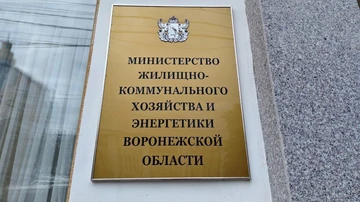 МИНИСТЕРСТВО
ЖИЛИЩНО-
КОММУНАЛЬНОГО
ХОЗЯЙСТВА И
ЭНЕРГЕТИКИ
ВОРОНЕЖСКОЙ
ОБЛАСТИ